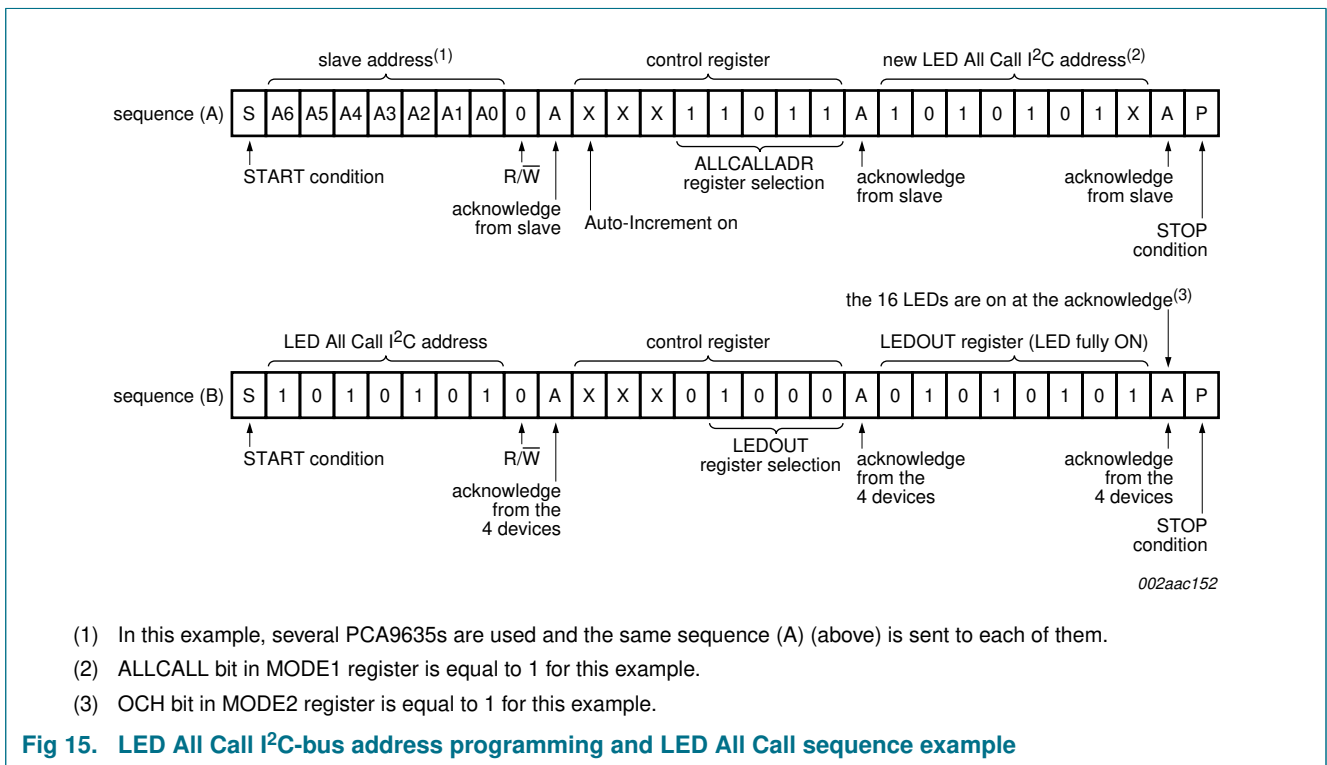 slave address(1) control register new LED All Call I2C address(2)
sequence (A) S A6 A5 A4 A3 A2 A1 A0 0 A X X X 1 1 0 1 1 A 1 0 1 0 1 0 1 X A P
START condition
R/W
acknowledge
from slave
Auto-Increment on
ALLCALLADR
register selection
acknowledge
from slave
acknowledge
from slave
STOP
condition
the 16 LEDs are on at the acknowledge(3)
LED All Call I2C address control register LEDOUT register (LED fully ON)
sequence (B) S 1 0 1 0 1 0 1 0 A X X X 0 1 0 0 0 A 0 1 0 1 0 1 0 1 A P
START condition
R/W
acknowledge
from the
4 devices
LEDOUT
register selection
acknowledge
from the
4 devices
acknowledge
from the
4 devices
STOP
condition
002aac152
(1) In this example, several PCA9635s are used and the same sequence (A) (above) is sent to each of them.
(2) ALLCALL bit in MODE1 register is equal to 1 for this example.
(3) OCH bit in MODE2 register is equal to 1 for this example.
Fig 15. LED All Call I2C-bus address programming and LED All Call sequence example